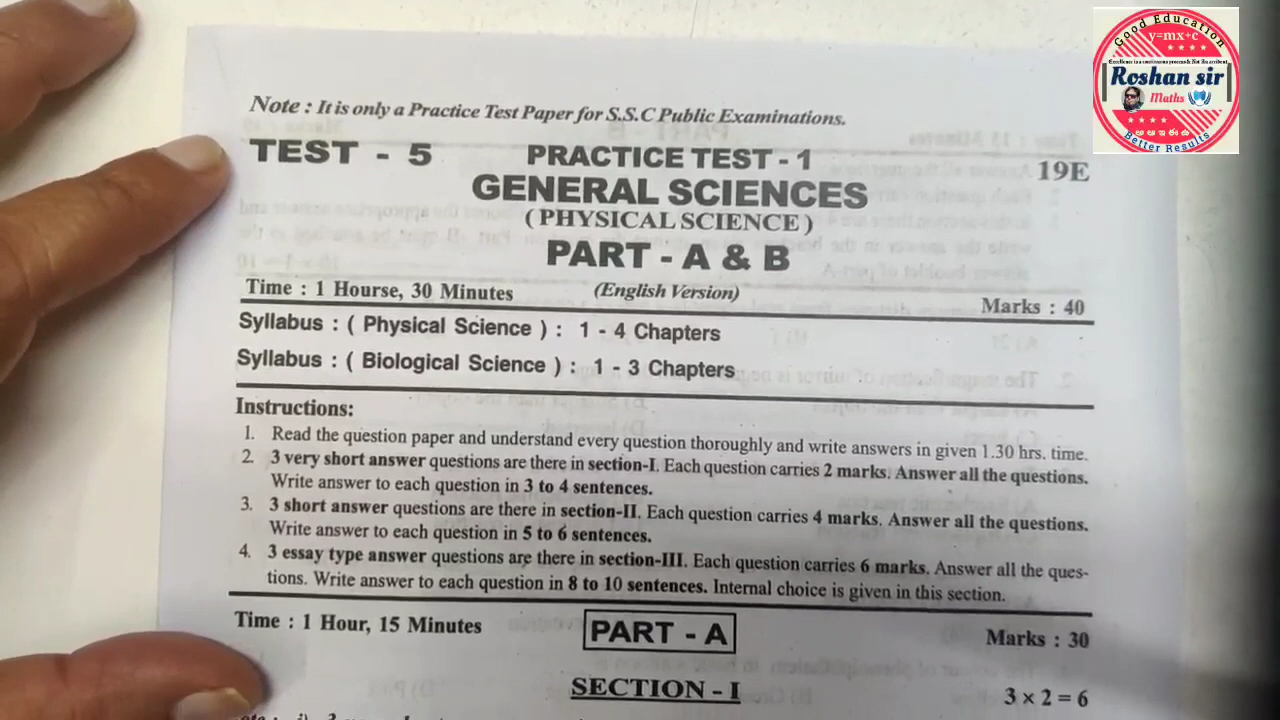 Good Education
y=mx+c
Excellence is a continuous process & Not An accident
Roshan sir
Maths
Better Results
Note : It is only a Practice Test Paper for S.S.C Public Examinations.
TEST - 5
PRACTICE TEST - 1
19E
GENERAL SCIENCES
( PHYSICAL SCIENCE )
PART - A & B
Time : 1 Hourse, 30 Minutes (English Version) Marks : 40
Syllabus : ( Physical Science ) : 1 - 4 Chapters
Syllabus : ( Biological Science ) : 1 - 3 Chapters
Instructions:
1. Read the question paper and understand every question thoroughly and write answers in given 1.30 hrs. time.
2. 3 very short answer questions are there in section-I. Each question carries 2 marks. Answer all the questions.
Write answer to each question in 3 to 4 sentences.
3. 3 short answer questions are there in section-II. Each question carries 4 marks. Answer all the questions.
Write answer to each question in 5 to 6 sentences.
4. 3 essay type answer questions are there in section-III. Each question carries 6 marks. Answer all the ques-
tions. Write answer to each question in 8 to 10 sentences. Internal choice is given in this section.
Time : 1 Hour, 15 Minutes PART - A Marks : 30
SECTION - I 3 × 2 = 6